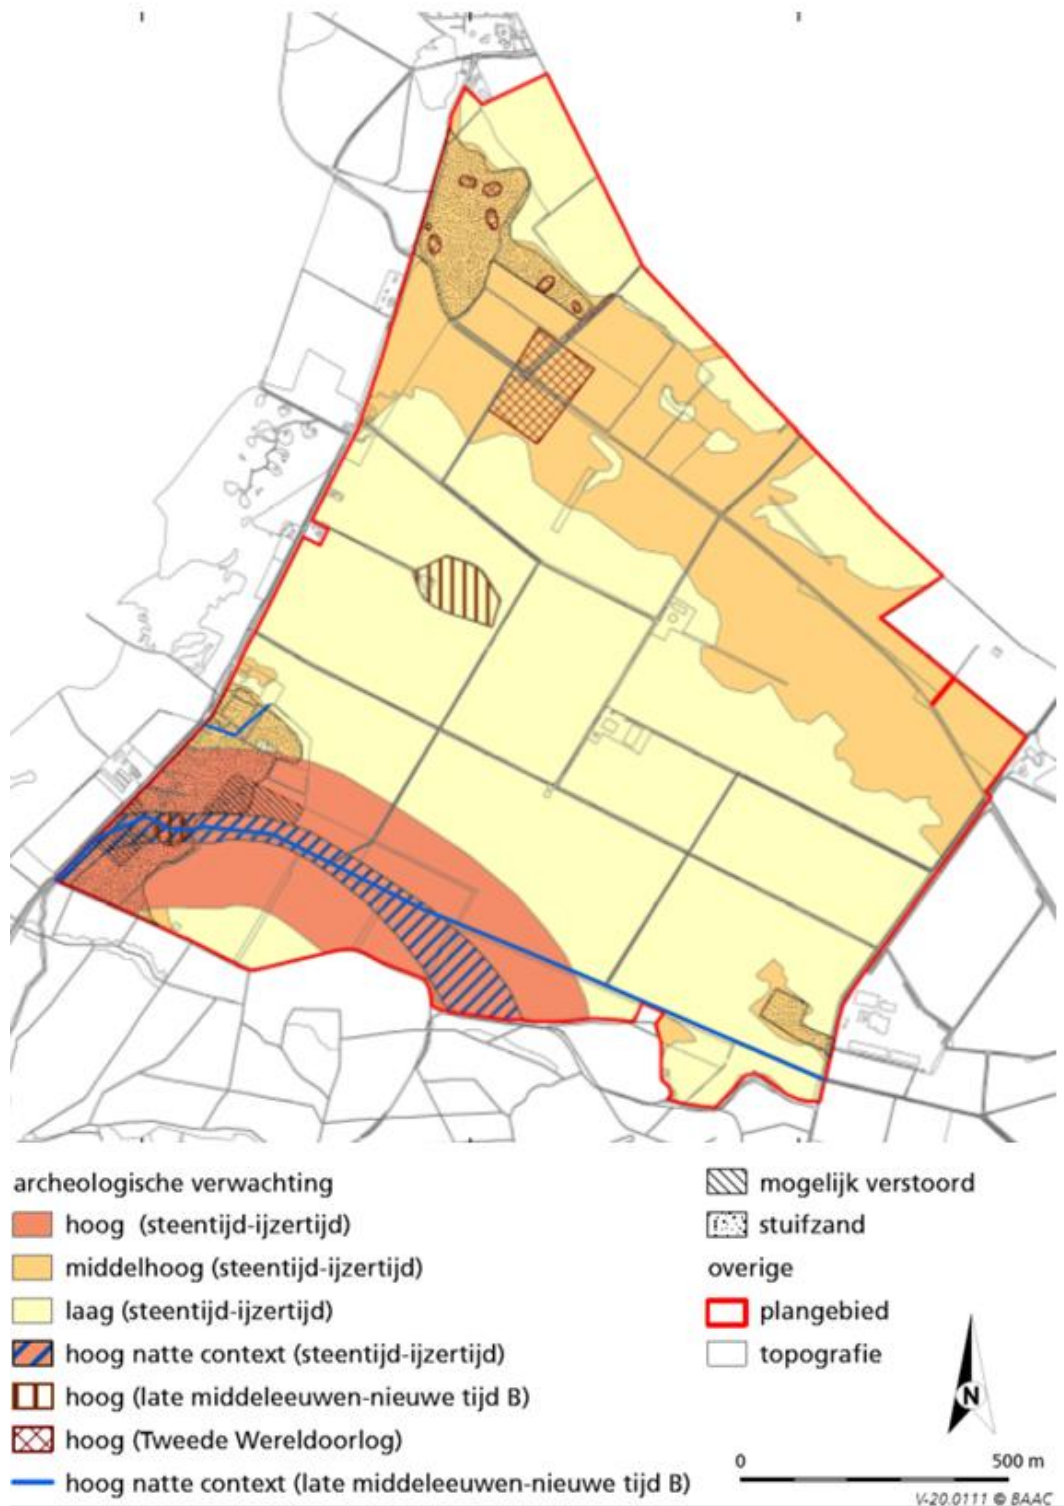 archeologische verwachting
hoog (steentijd-ijzertijd)
middelhoog (steentijd-ijzertijd)
laag (steentijd-ijzertijd)
hoog natte context (steentijd-ijzertijd)
hoog (late middeleeuwen-nieuwe tijd B)
hoog (Tweede Wereldoorlog)
hoog natte context (late middeleeuwen-nieuwe tijd B)
mogelijk verstoord
stuifzand
overige
plangebied
topografie
N
0 500 m
V-20.0111 © BAAC